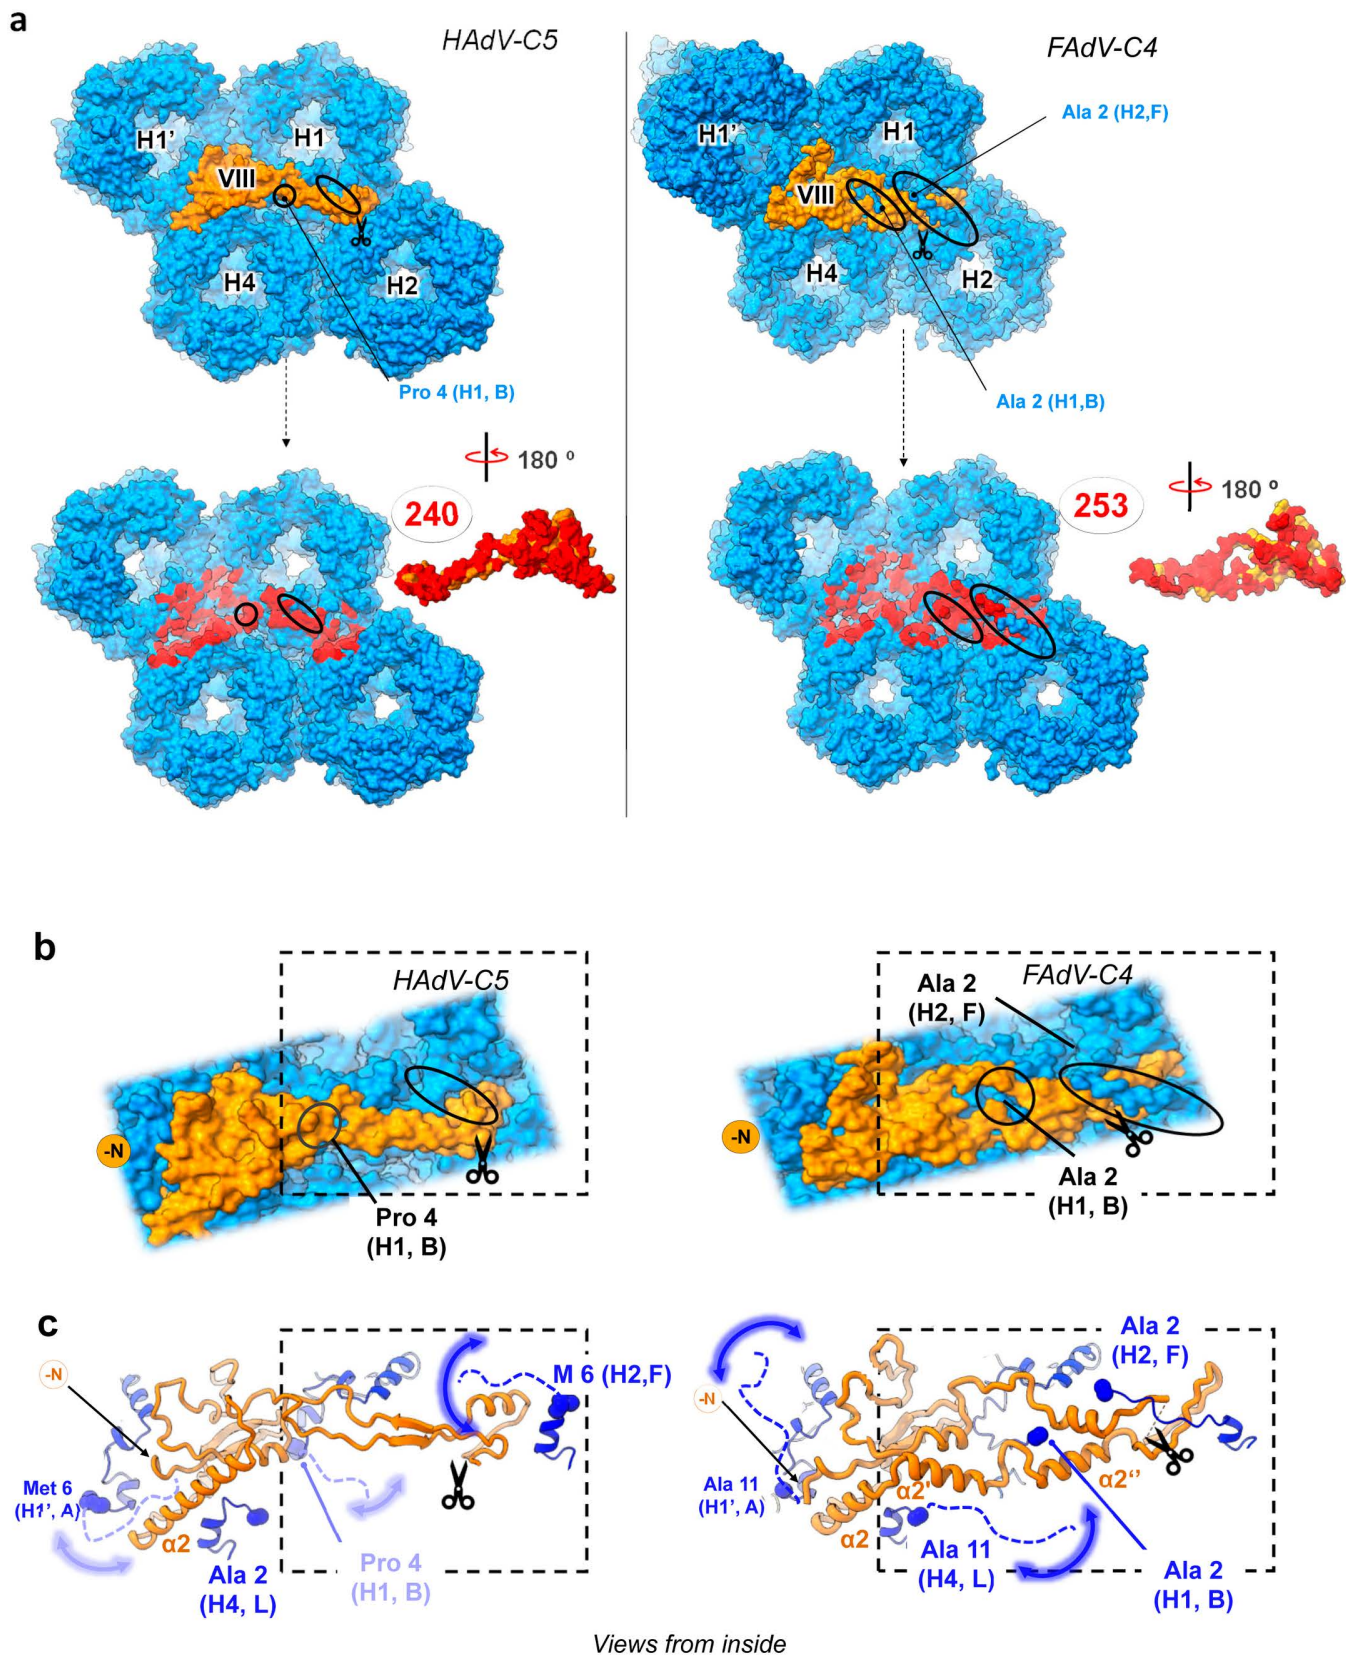 a
HAdV-C5
FAdV-C4
H1’
H1
VIII
H4
H2
Pro 4 (H1, B)
H1’
H1
Ala 2 (H2,F)
VIII
H4
H2
Ala 2 (H1,B)
240
180 º
253
180 º
b
HAdV-C5
-N
Pro 4
(H1, B)
FAdV-C4
Ala 2
(H2, F)
-N
Ala 2
(H1, B)
c
-N
M 6 (H2,F)
Met 6
(H1’, A)
α2
Ala 2
(H4, L)
Pro 4
(H1, B)
Ala 2
(H2, F)
-N
Ala 11
(H1’, A)
α2'
α2‘’
α2
Ala 11
(H4, L)
Ala 2
(H1, B)
Views from inside